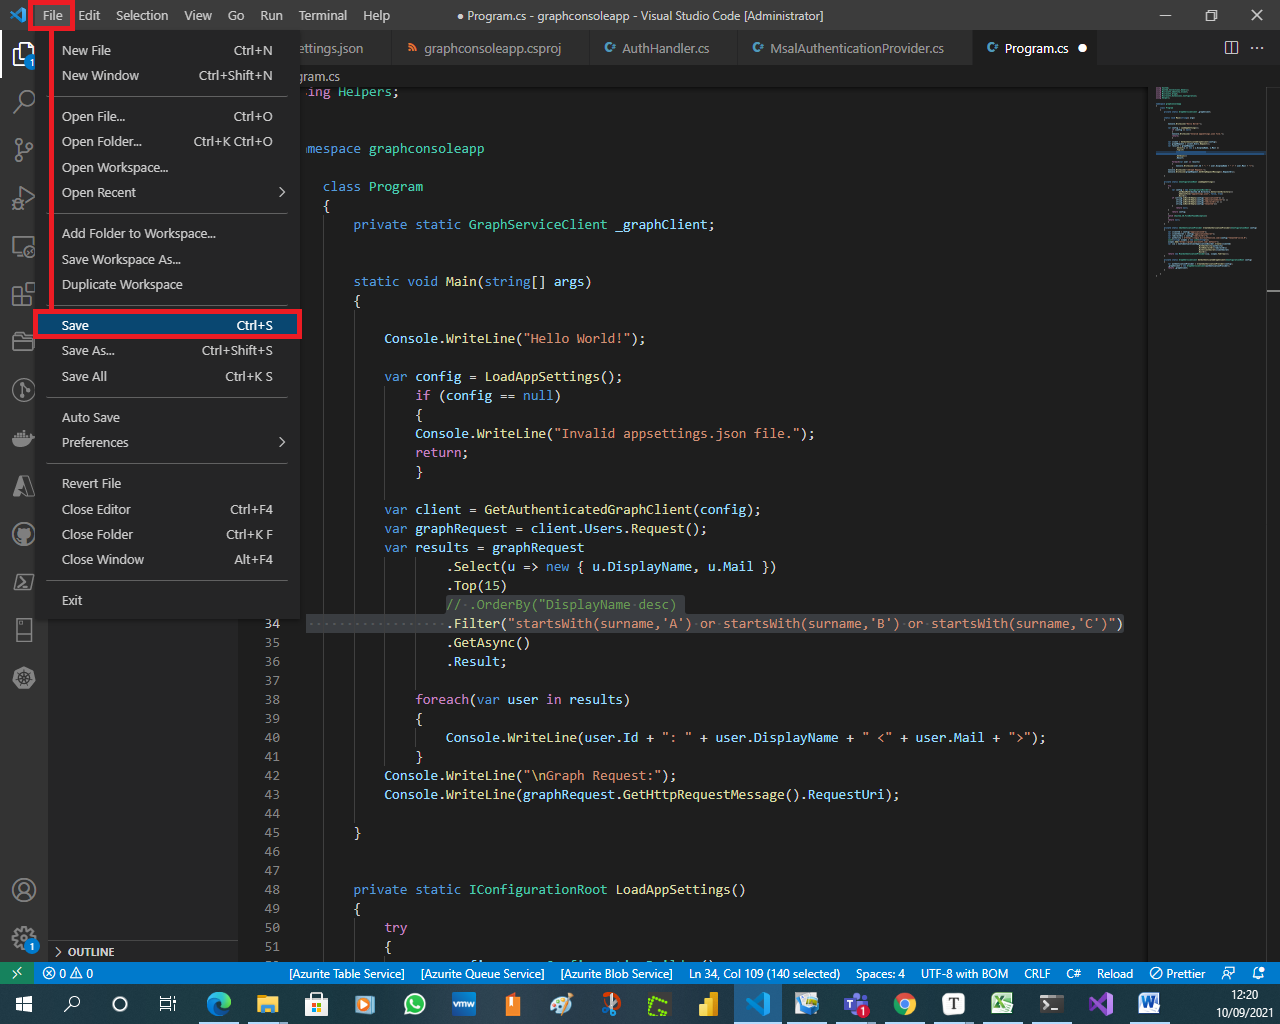 File Edit Selection View Go Run Terminal Help
● Program.cs - graphconsoleapp - Visual Studio Code [Administrator]
ettings.json
graphconsoleapp.csproj
AuthHandler.cs
MsalAuthenticationProvider.cs
Program.cs ●
gram.cs
New File Ctrl+N
New Window Ctrl+Shift+N
Open File... Ctrl+O
Open Folder... Ctrl+K Ctrl+O
Open Workspace...
Open Recent
Add Folder to Workspace...
Save Workspace As...
Duplicate Workspace
Save Ctrl+S
Save As... Ctrl+Shift+S
Save All Ctrl+K S
Auto Save
Preferences
Revert File
Close Editor Ctrl+F4
Close Folder Ctrl+K F
Close Window Alt+F4
Exit
ing Helpers;
mespace graphconsoleapp
class Program
{
private static GraphServiceClient _graphClient;
static void Main(string[] args)
{
Console.WriteLine("Hello World!");
var config = LoadAppSettings();
if (config == null)
{
Console.WriteLine("Invalid appsettings.json file.");
return;
}
var client = GetAuthenticatedGraphClient(config);
var graphRequest = client.Users.Request();
var results = graphRequest
.Select(u => new { u.DisplayName, u.Mail })
.Top(15)
// .OrderBy("DisplayName desc)
34 .Filter("startsWith(surname,'A') or startsWith(surname,'B') or startsWith(surname,'C')")
35 .GetAsync()
36 .Result;
37
38 foreach(var user in results)
39 {
40 Console.WriteLine(user.Id + ": " + user.DisplayName + " <" + user.Mail + ">");
41 }
42 Console.WriteLine("\nGraph Request:");
43 Console.WriteLine(graphRequest.GetHttpRequestMessage().RequestUri);
44
45 }
46
47
48 private static IConfigurationRoot LoadAppSettings()
49 {
50 try
51 {
OUTLINE
1
1
0 0 [Azurite Table Service] [Azurite Queue Service] [Azurite Blob Service] Ln 34, Col 109 (140 selected) Spaces: 4 UTF-8 with BOM CRLF C# Reload Prettier
vmw
1
T
12:20
10/09/2021